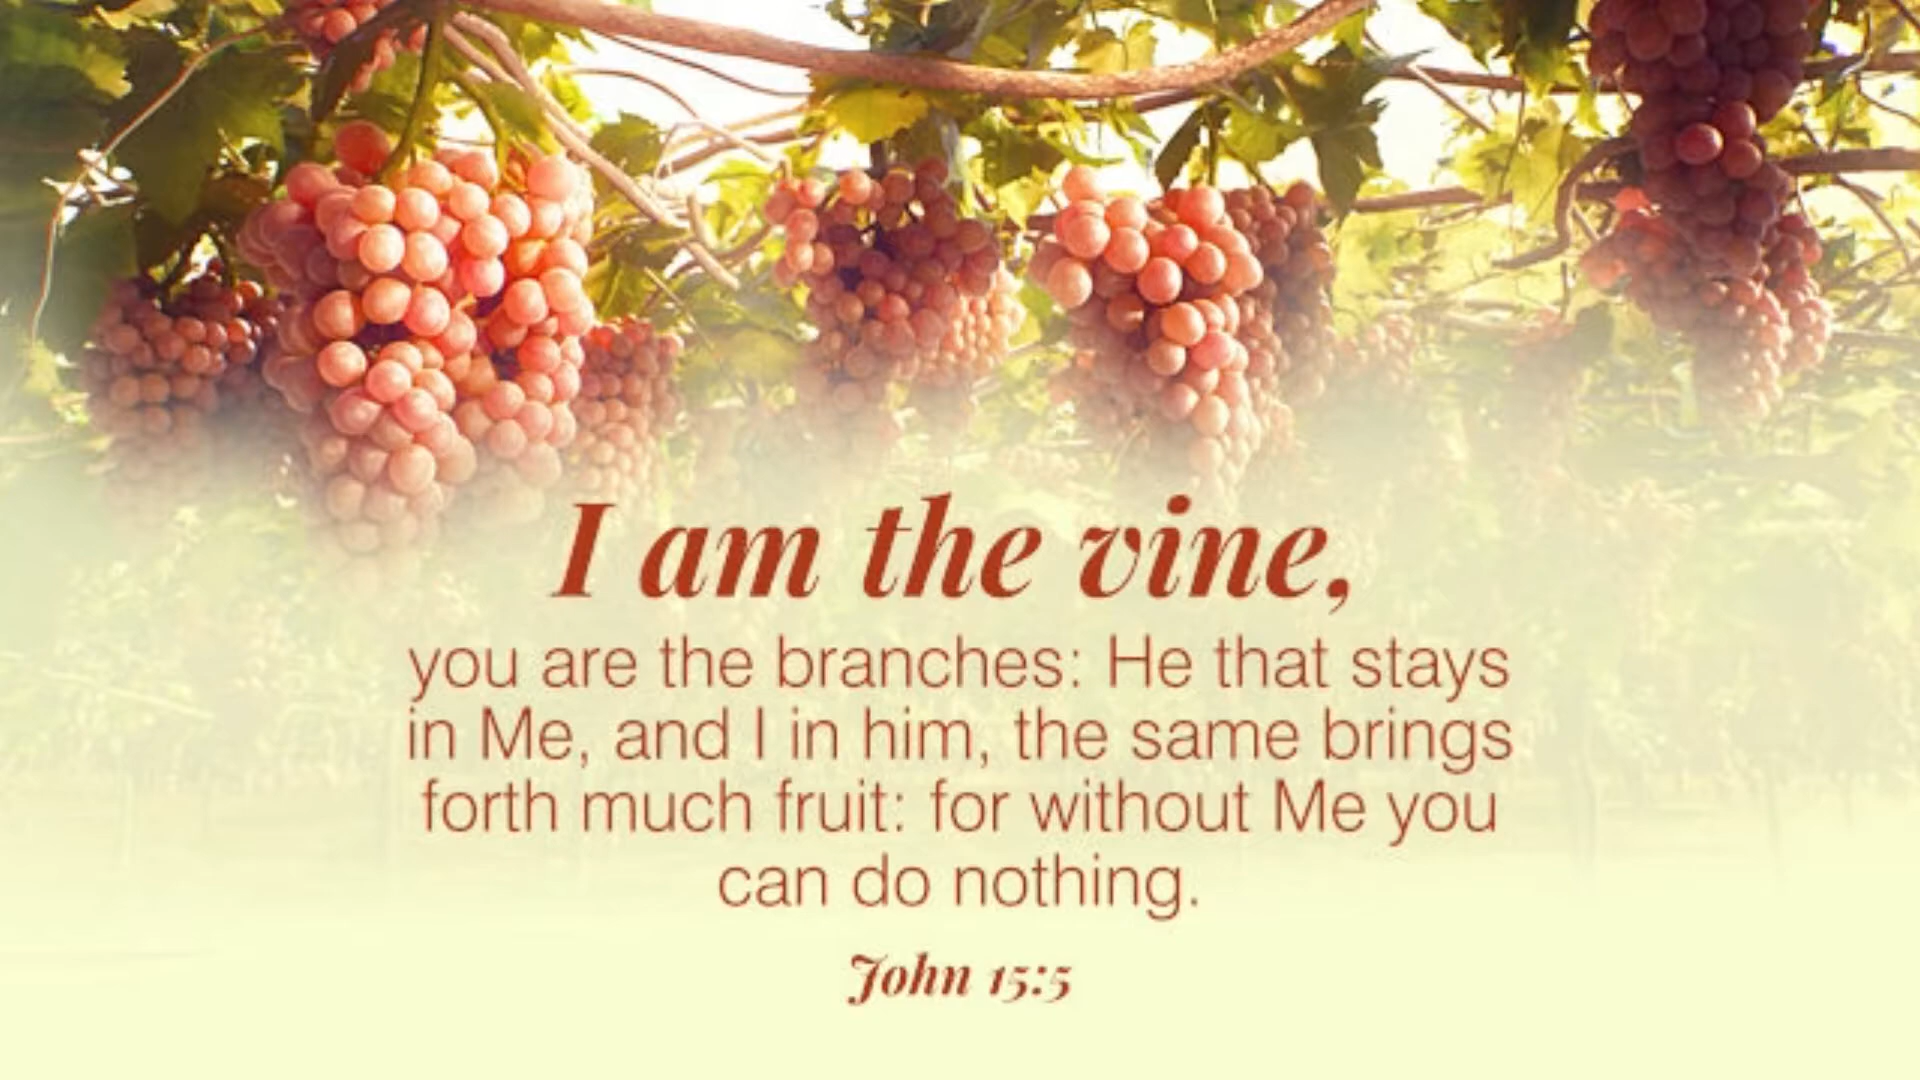 I am the vine,
you are the branches: He that stays
in Me, and I in him, the same brings
forth much fruit: for without Me you
can do nothing.
John 15:5